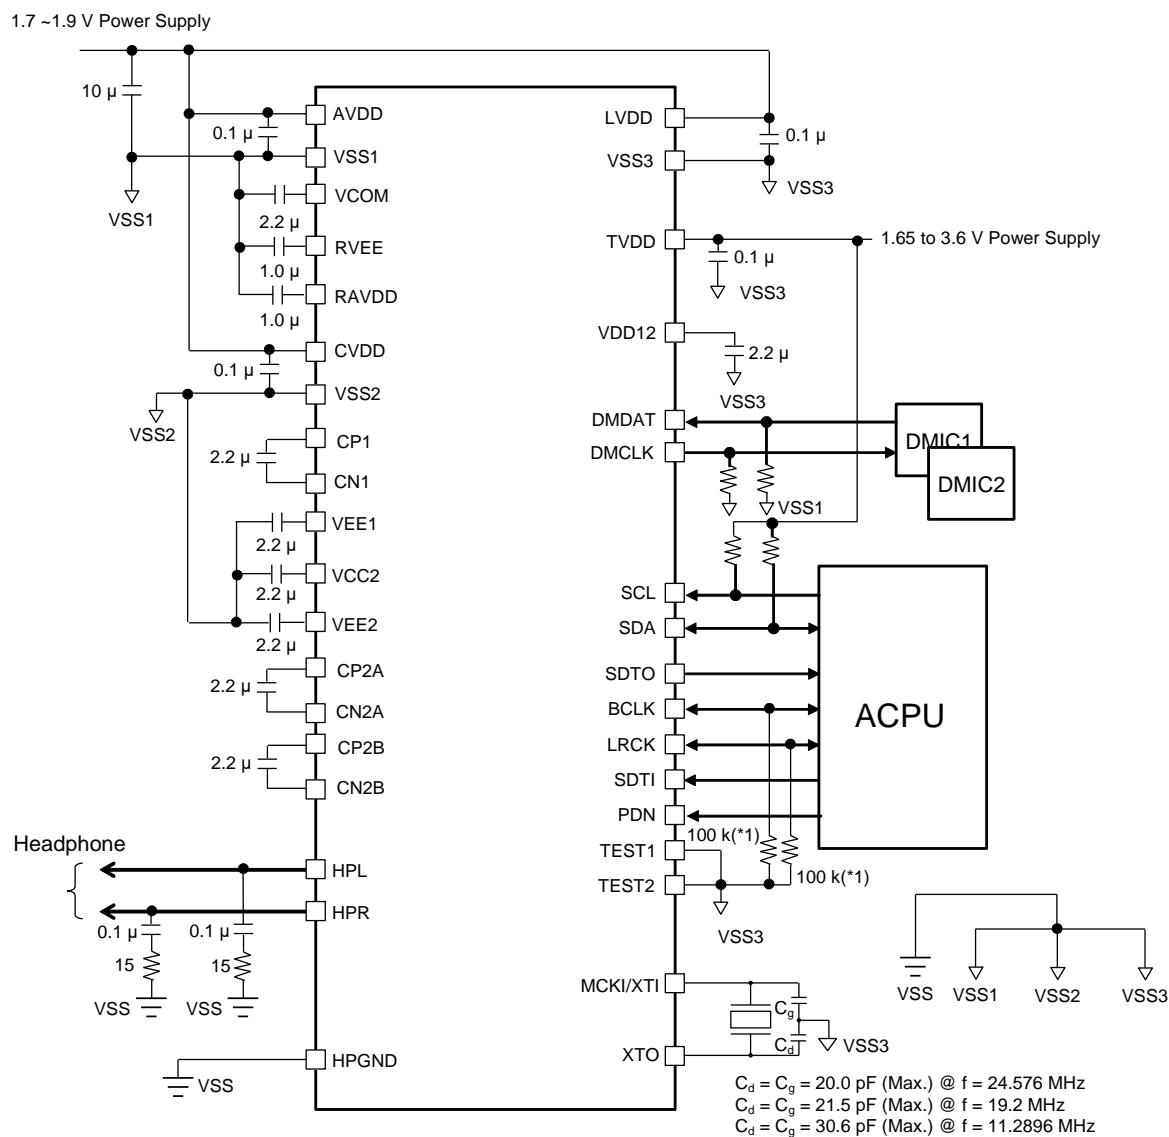 1.7 ~1.9 V Power Supply
10 µ
AVDD
0.1 µ
VSS1
VSS1
VCOM
2.2 µ
RVEE
1.0 µ
RAVDD
1.0 µ
CVDD
0.1 µ
VSS2
VSS2
CP1
2.2 µ
CN1
VEE1
2.2 µ
VCC2
2.2 µ
VEE2
2.2 µ
CP2A
2.2 µ
CN2A
CP2B
2.2 µ
CN2B
Headphone
HPL
HPR
0.1 µ
0.1 µ
15
15
VSS
VSS
HPGND
VSS
LVDD
0.1 µ
VSS3
VSS3
TVDD
1.65 to 3.6 V Power Supply
0.1 µ
VSS3
VDD12
2.2 µ
VSS3
DMDAT
DMIC1
DMCLK
DMIC2
VSS1
SCL
SDA
SDTO
BCLK
ACPU
LRCK
SDTI
PDN
100 k(*1)
TEST1
100 k(*1)
TEST2
VSS3
VSS
VSS1
VSS2
VSS3
MCKI/XTI
Cg
Cd
VSS3
XTO
Cd = Cg = 20.0 pF (Max.) @ f = 24.576 MHz
Cd = Cg = 21.5 pF (Max.) @ f = 19.2 MHz
Cd = Cg = 30.6 pF (Max.) @ f = 11.2896 MHz